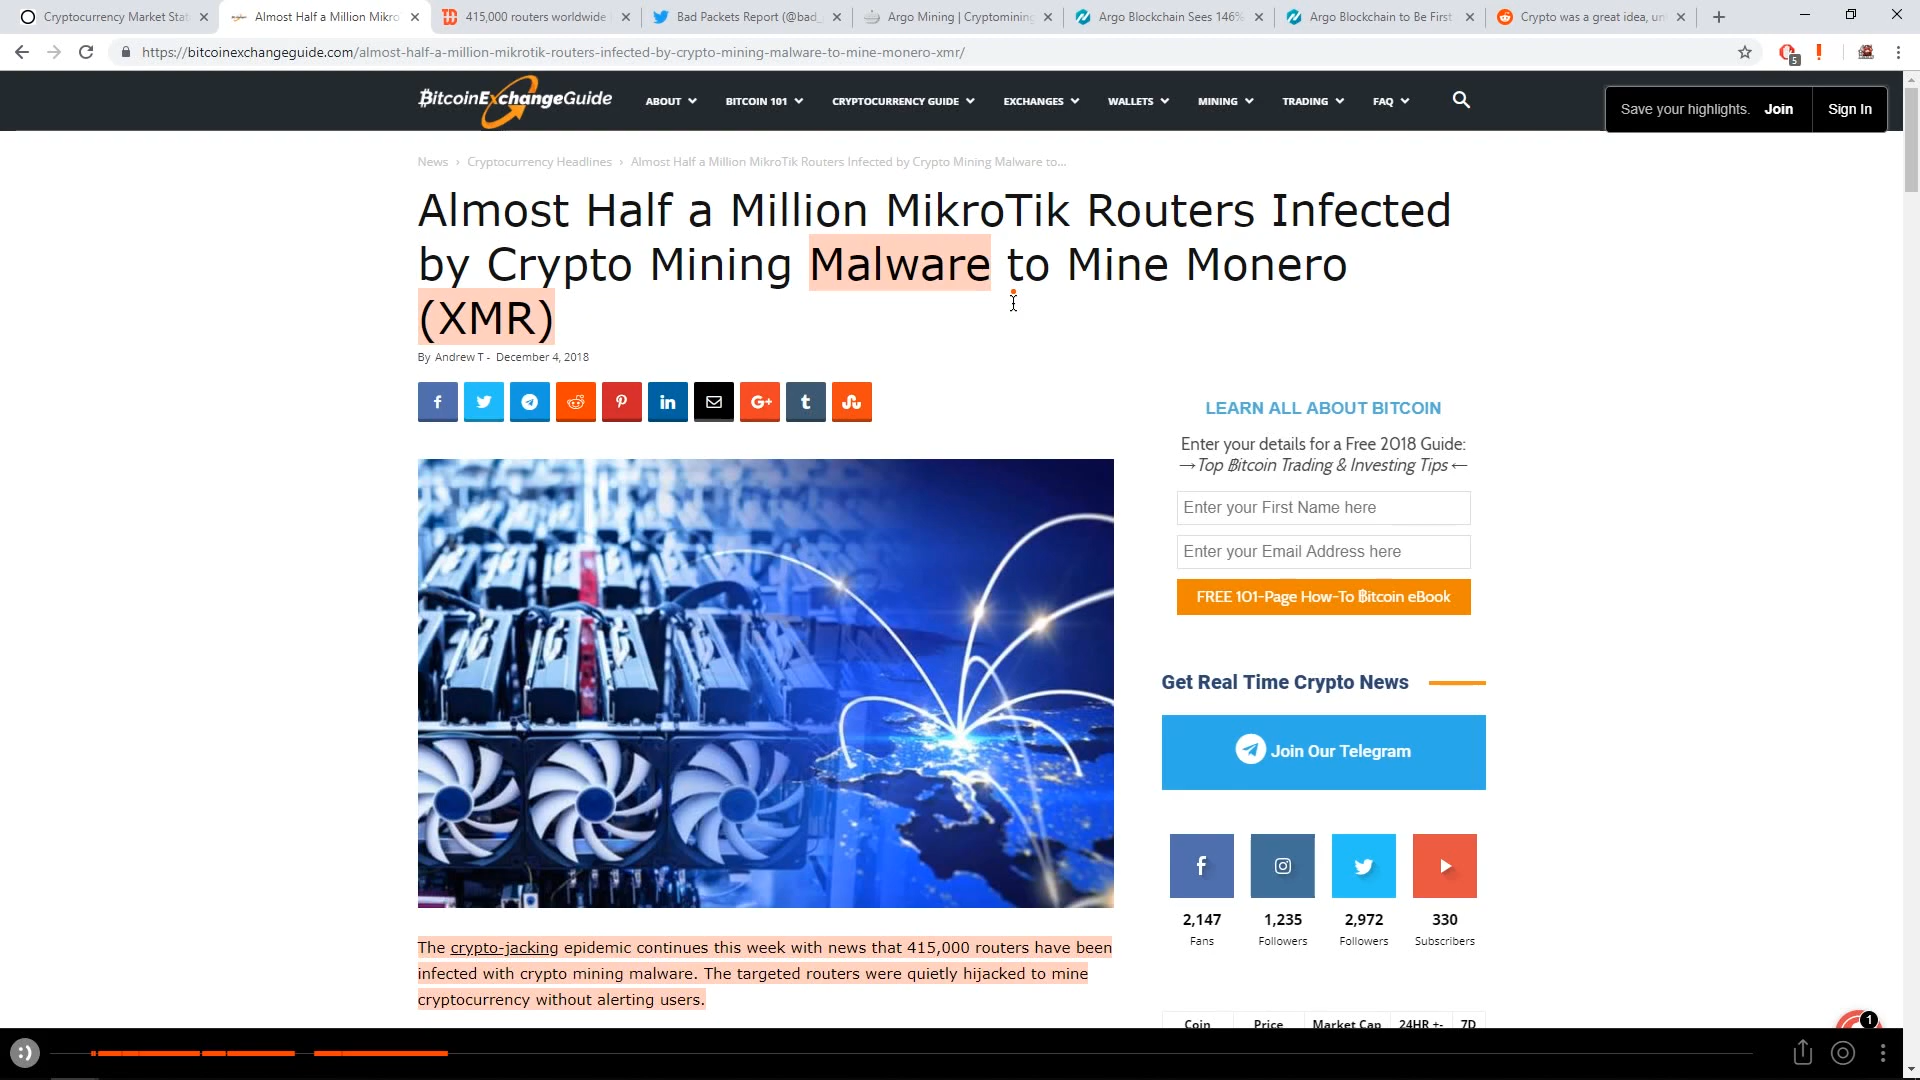 Cryptocurrency Market Stat
Almost Half a Million Mikro
415,000 routers worldwide
Bad Packets Report (@bad_
Argo Mining | Cryptomining
Argo Blockchain Sees 146%
Argo Blockchain to Be First
Crypto was a great idea, un
https://bitcoinexchangeguide.com/almost-half-a-million-mikrotik-routers-infected-by-crypto-mining-malware-to-mine-monero-xmr/
5
BitcoinExchangeGuide
ABOUT
BITCOIN 101
CRYPTOCURRENCY GUIDE
EXCHANGES
WALLETS
MINING
TRADING
FAQ
Save your highlights. Join
Sign In
News › Cryptocurrency Headlines › Almost Half a Million MikroTik Routers Infected by Crypto Mining Malware to...
Almost Half a Million MikroTik Routers Infected
by Crypto Mining Malware to Mine Monero
(XMR)
By Andrew T - December 4, 2018
LEARN ALL ABOUT BITCOIN
Enter your details for a Free 2018 Guide:
→Top ₿itcoin Trading & Investing Tips←
Enter your First Name here
Enter your Email Address here
FREE 101-Page How-To ₿itcoin eBook
Get Real Time Crypto News
Join Our Telegram
2,147
Fans
1,235
Followers
2,972
Followers
330
Subscribers
The crypto-jacking epidemic continues this week with news that 415,000 routers have been
infected with crypto mining malware. The targeted routers were quietly hijacked to mine
cryptocurrency without alerting users.
Coin Price Market Cap 24HR +- 7D
1